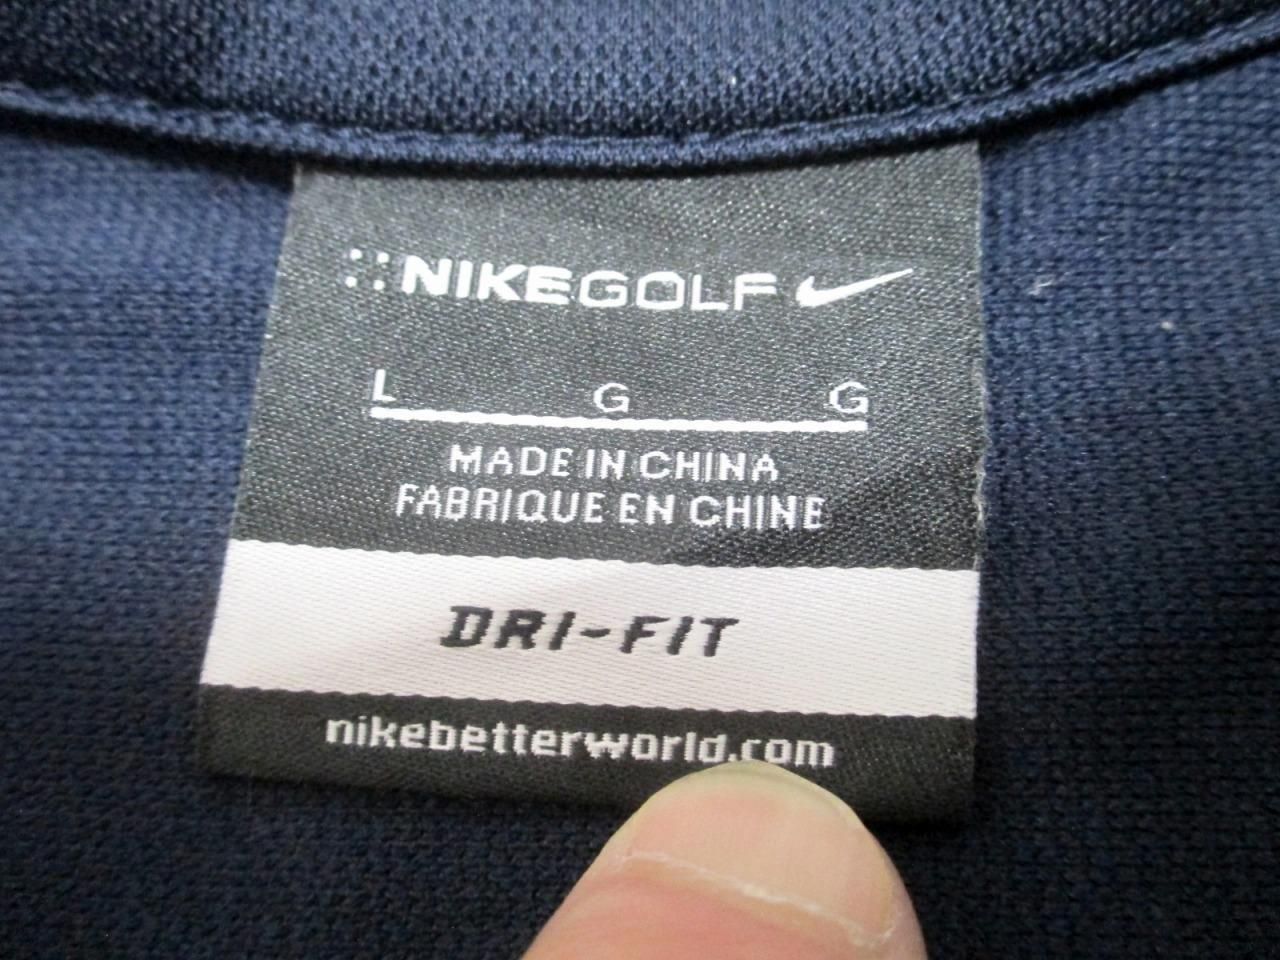 NIKEGOLF
L G G
MADE IN CHINA
FABRIQUE EN CHINE
DRI-FIT
nikebetterworld.com